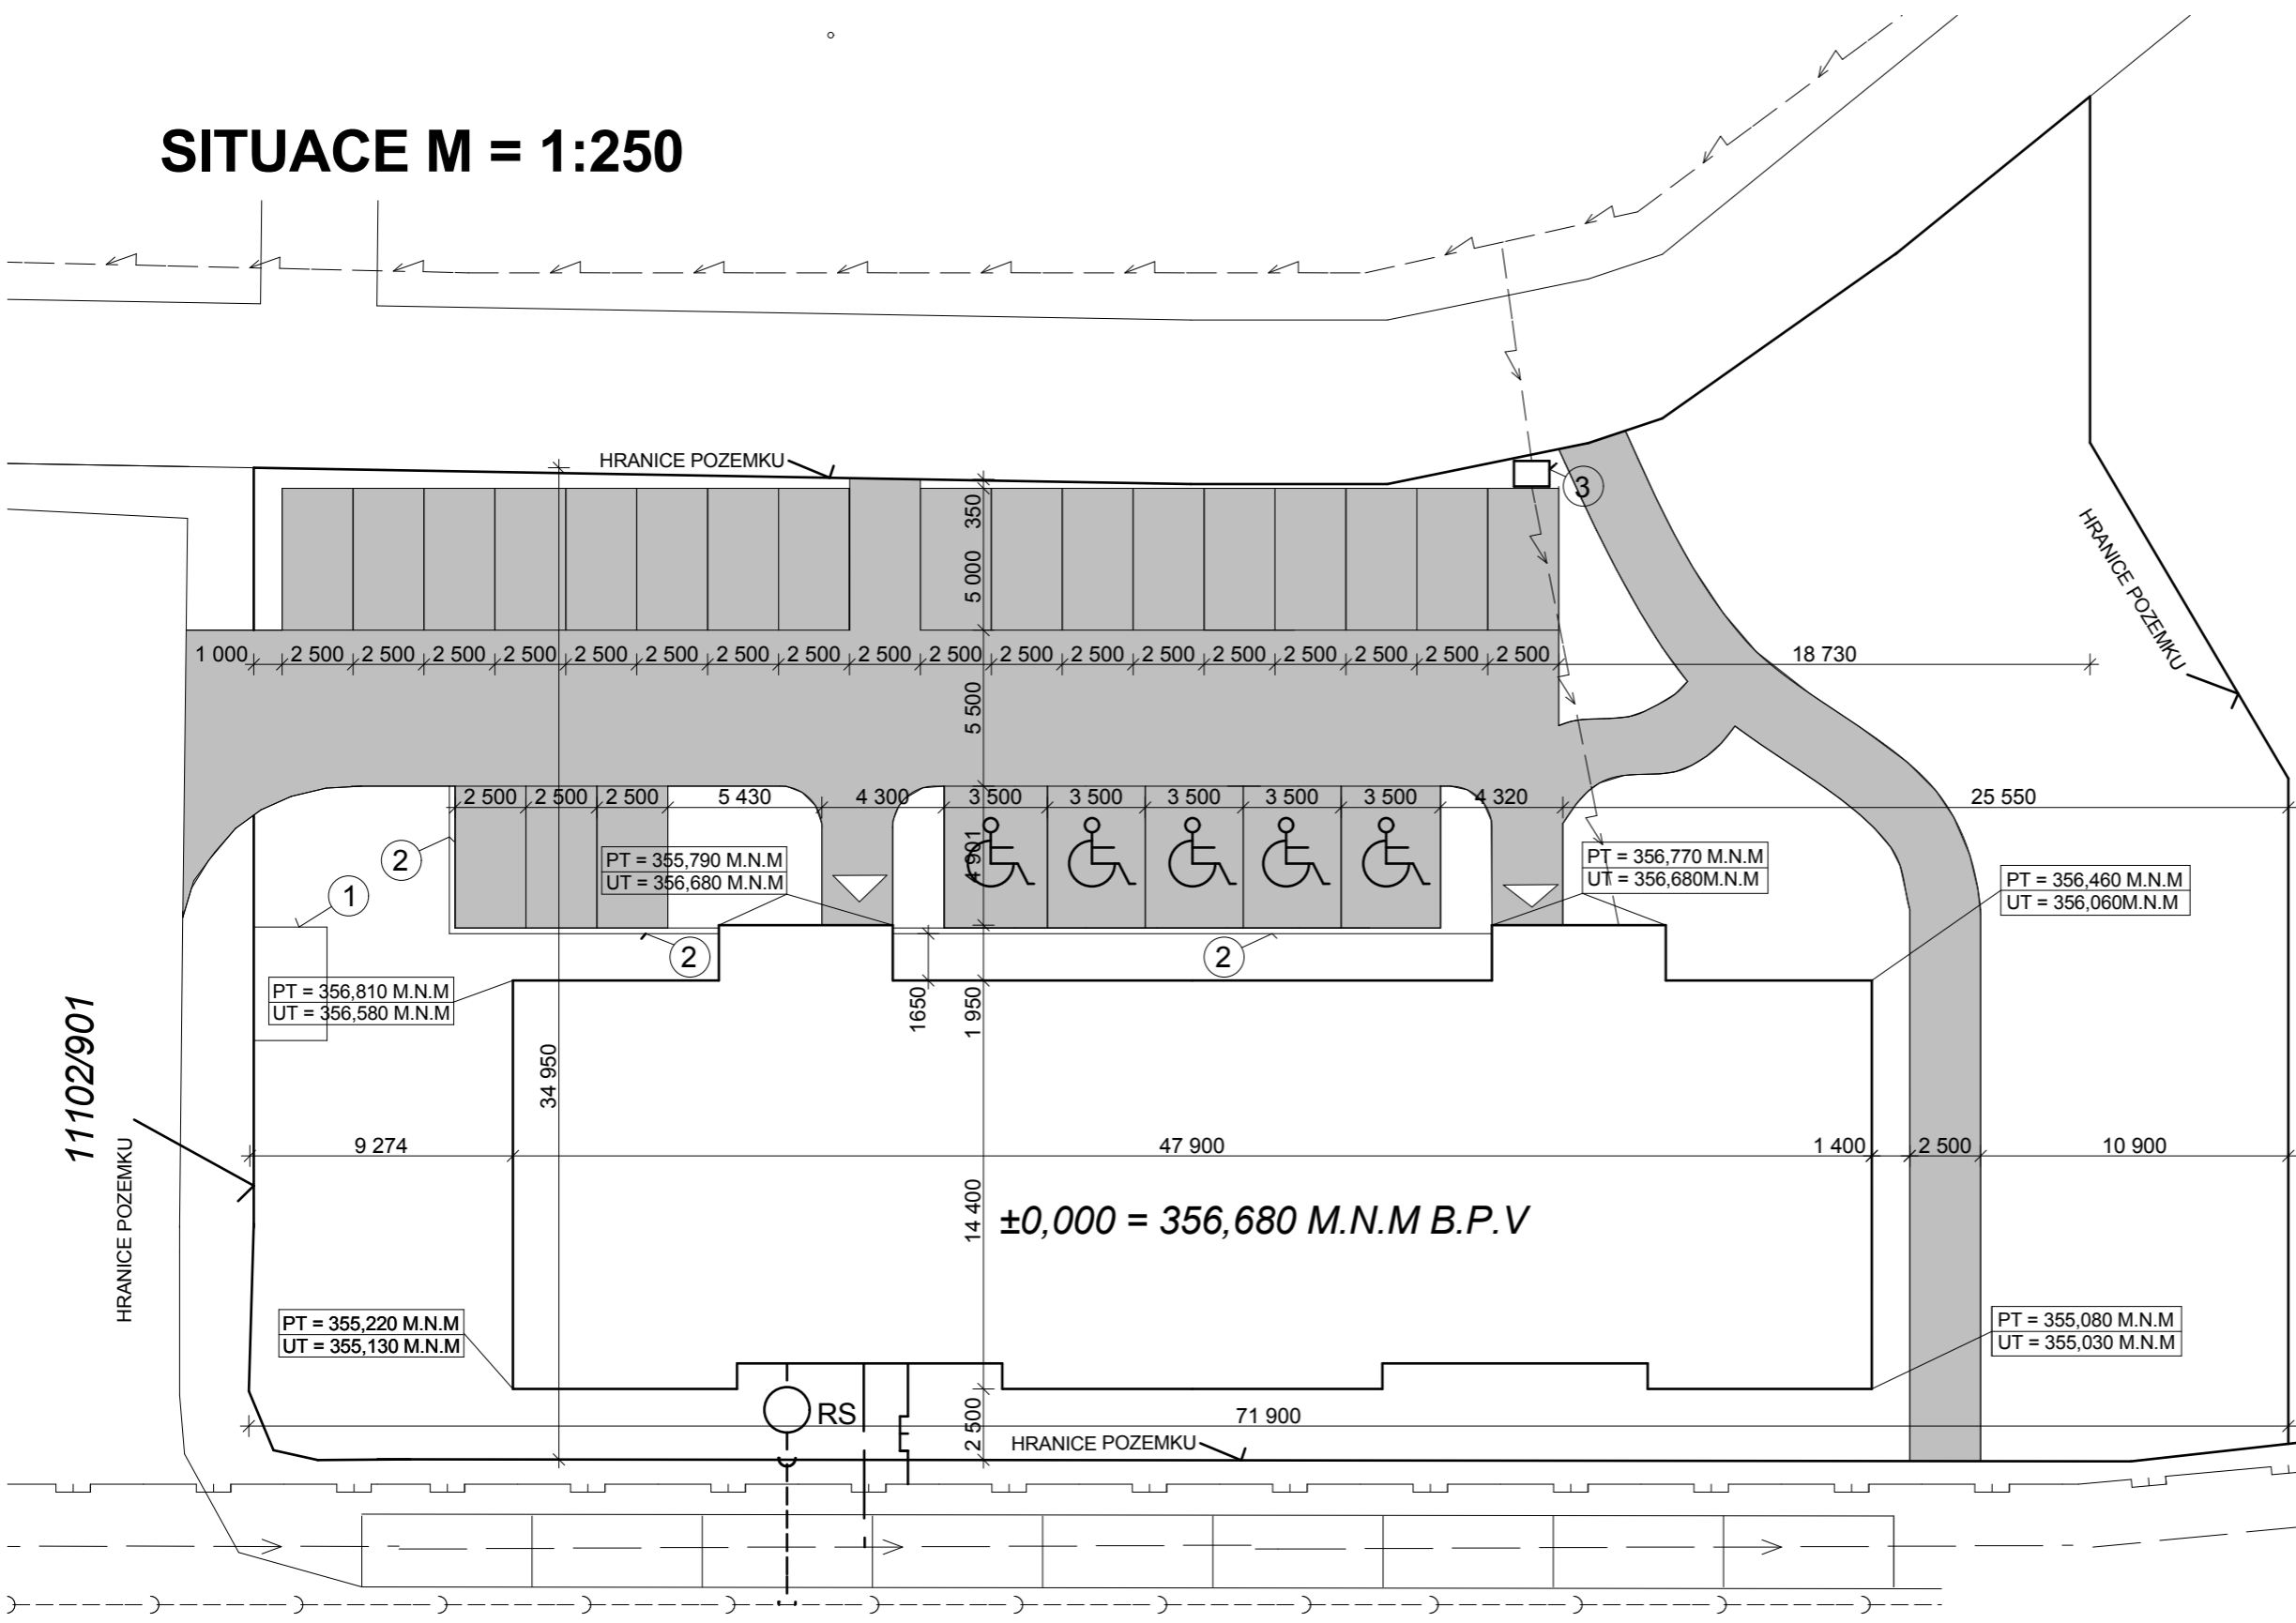 SITUACE M = 1:250
HRANICE POZEMKU
3
350
5 000
HRANICE POZEMKU
1 000 2 500 2 500 2 500 2 500 2 500 2 500 2 500 2 500 2 500 2 500 2 500 2 500 2 500 2 500 2 500 2 500 2 500 2 500 18 730
5 500
2 500 2 500 2 500 5 430 4 300 3 500 3 500 3 500 3 500 3 500 4 320 25 550
4 901
2
PT = 355,790 M.N.M
UT = 356,680 M.N.M
PT = 356,770 M.N.M
UT = 356,680M.N.M
PT = 356,460 M.N.M
UT = 356,060M.N.M
1
2
2
PT = 356,810 M.N.M
UT = 356,580 M.N.M
1650
1 950
11102/901
34 950
HRANICE POZEMKU
9 274 47 900 1 400 2 500 10 900
14 400
±0,000 = 356,680 M.N.M B.P.V
PT = 355,220 M.N.M
UT = 355,130 M.N.M
PT = 355,080 M.N.M
UT = 355,030 M.N.M
RS
2 500
71 900
HRANICE POZEMKU